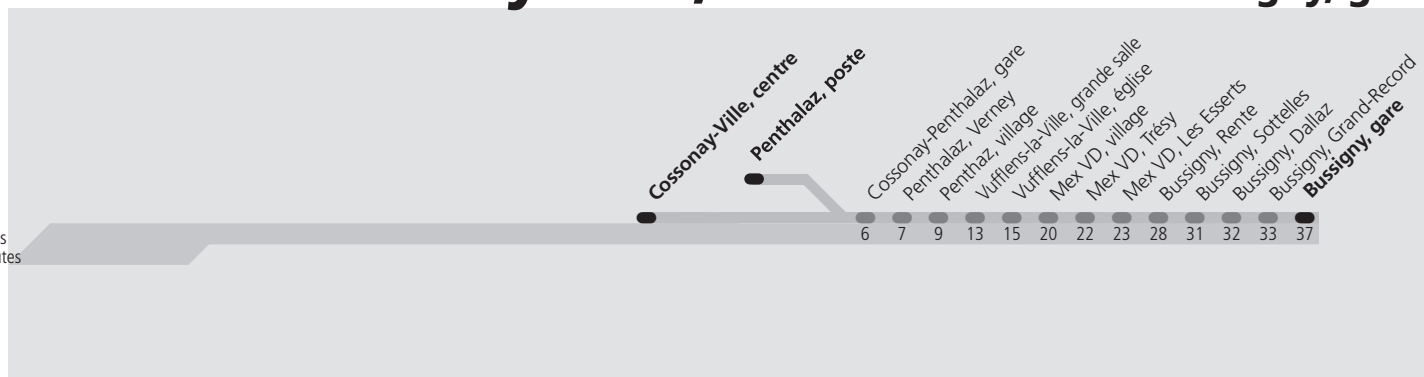 Cossonay-Ville, centre
Penthalaz, poste
Cossonay-Penthalaz, gare
Penthalaz, Verney
Penthaz, village
Vufflens-la-Ville, grande salle
Vufflens-la-Ville, église
Mex VD, village
Mex VD, Trésy
Mex VD, Les Esserts
Bussigny, Rente
Bussigny, Sottelles
Bussigny, Dallaz
Bussigny, Grand-Record
Bussigny, gare
6 7 9 13 15 20 22 23 28 31 32 33 37